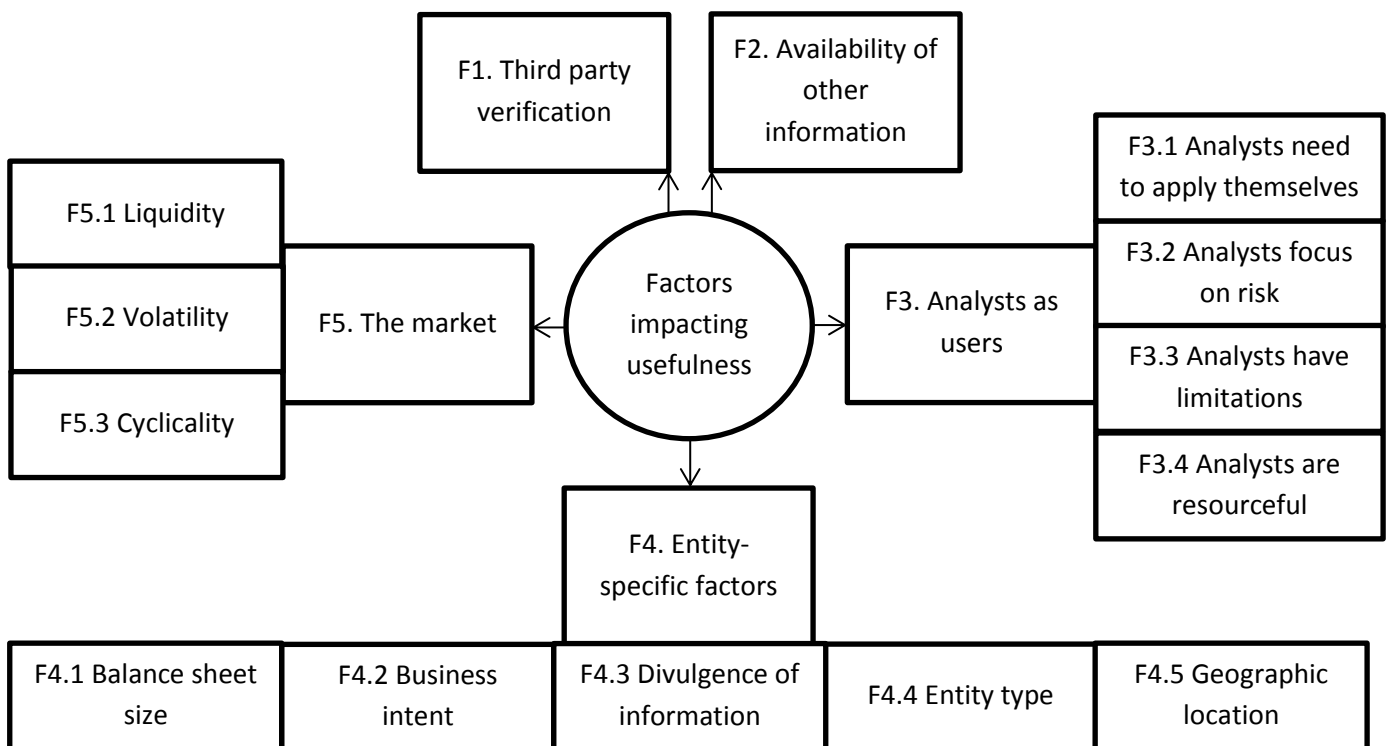 F1. Third party
verification
F2. Availability of
other
information
F3.1 Analysts need
to apply themselves
F5.1 Liquidity
F3.2 Analysts focus
on risk
F5.2 Volatility
F5. The market
Factors
impacting
usefulness
F3. Analysts as
users
F3.3 Analysts have
limitations
F5.3 Cyclicality
F3.4 Analysts are
resourceful
F4. Entity-
specific factors
F4.1 Balance sheet
size
F4.2 Business
intent
F4.3 Divulgence of
information
F4.4 Entity type
F4.5 Geographic
location